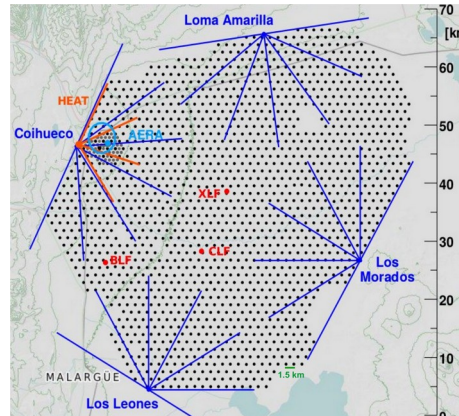 70
Loma Amarilla
[km]
60
HEAT
Coihueco
AERA
50
XLF
40
CLF
BLF
30
Los
Morados
20
10
1.5 km
MALARGÜE
Los Leones
0